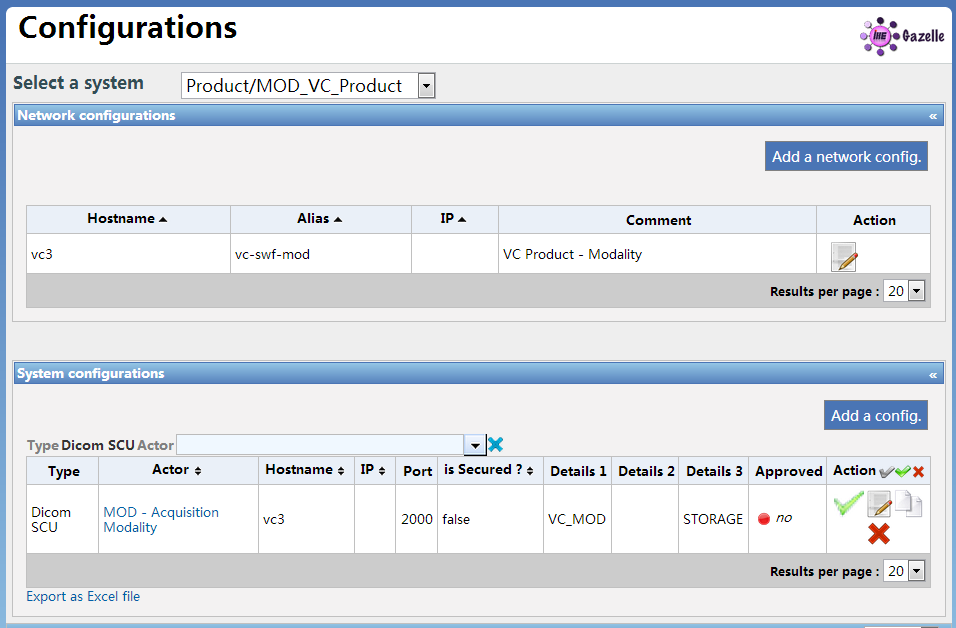 Configurations
IHE Gazelle
Select a system Product/MOD_VC_Product
Network configurations «
Add a network config.
Hostname Alias IP Comment Action
vc3 vc-swf-mod VC Product - Modality
Results per page : 20
System configurations «
Add a config.
Type Dicom SCU Actor
Type Actor Hostname IP Port is Secured ? Details 1 Details 2 Details 3 Approved Action
Dicom SCU MOD - Acquisition Modality vc3 2000 false VC_MOD STORAGE no
Results per page : 20
Export as Excel file